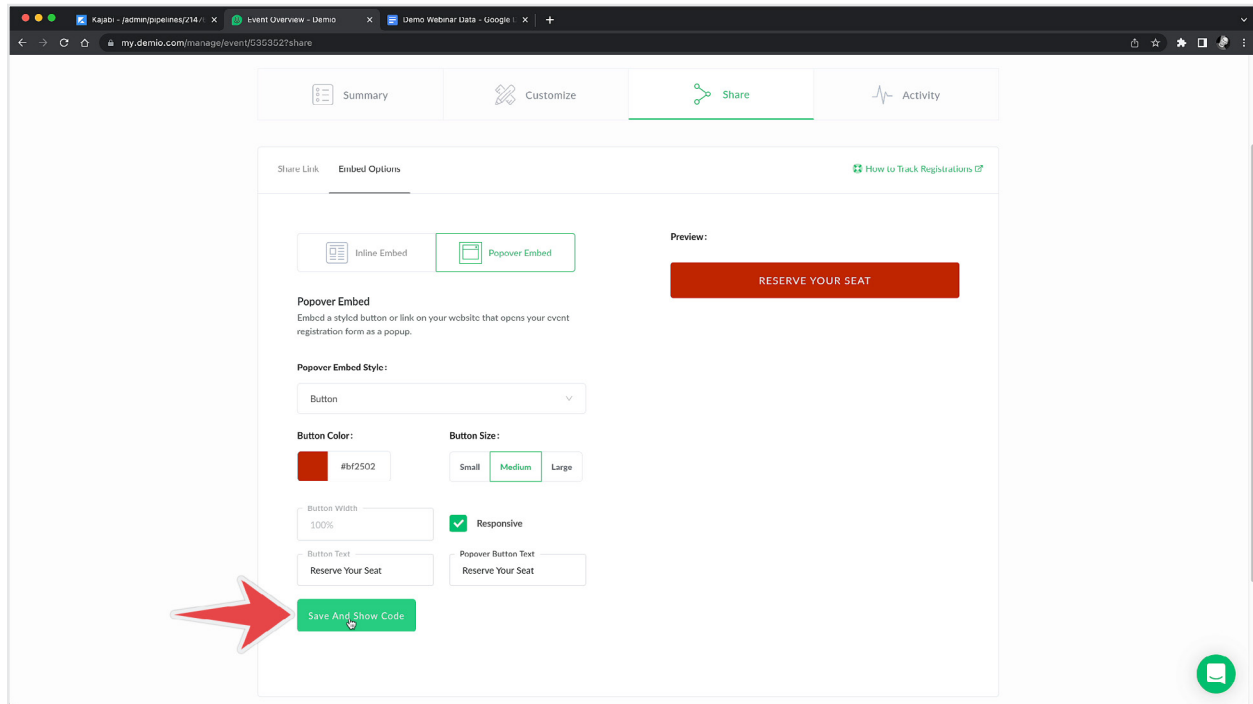 Kajabi - /admin/pipelines/2147
Event Overview - Demio
Demo Webinar Data - Google
my.demio.com/manage/event/535352?share
Summary
Customize
Share
Activity
Share Link
Embed Options
How to Track Registrations
Inline Embed
Popover Embed
Preview:
RESERVE YOUR SEAT
Popover Embed
Embed a styled button or link on your website that opens your event
registration form as a popup.
Popover Embed Style:
Button
Button Color:
Button Size:
#bf2502
Small
Medium
Large
Button Width
100%
Responsive
Button Text
Reserve Your Seat
Popover Button Text
Reserve Your Seat
Save And Show Code